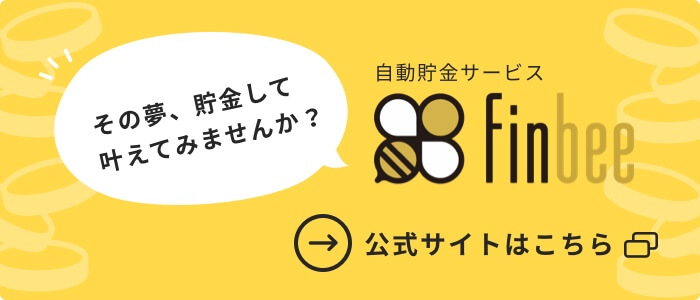 その夢、貯金して
叶えてみませんか？
自動貯金サービス
finbee
公式サイトはこちら